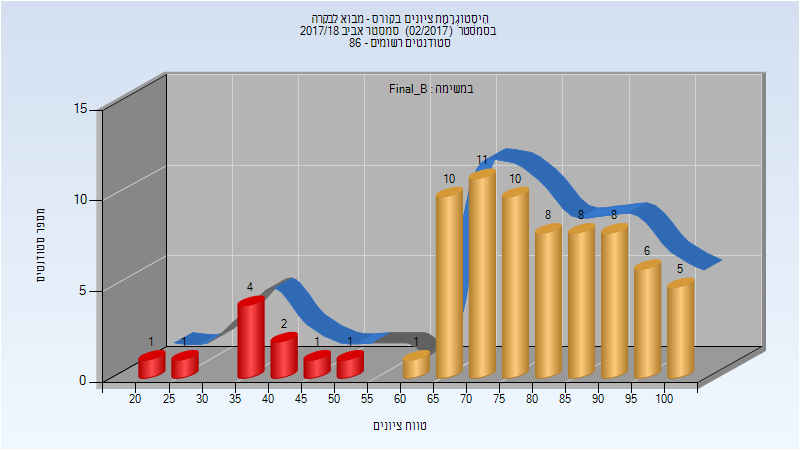 היסטוגרמת ציונים בקורס - מבוא לבקרה
בסמסטר (02/2017) סמסטר אביב 2017/18
סטודנטים רשומים - 86
במשימה : Final_B
מספר סטודנטים
15
10
5
0
1
1
4
2
1
1
1
10
11
10
8
8
8
6
5
20 25 30 35 40 45 50 55 60 65 70 75 80 85 90 95 100
טווח ציונים